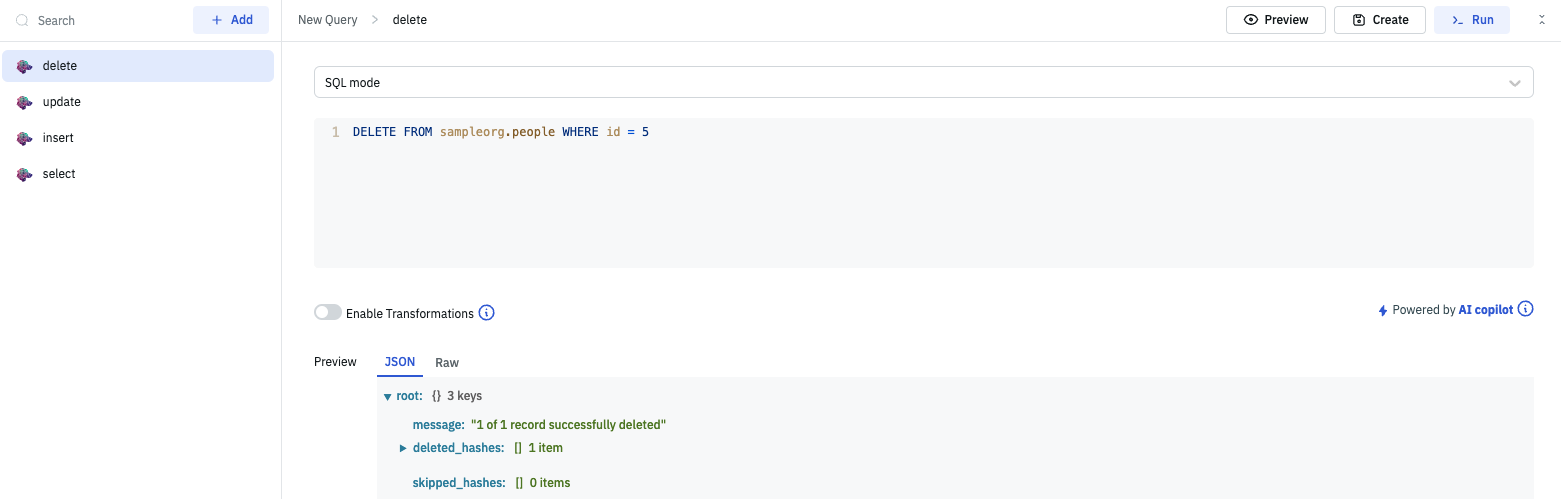 Search
+ Add
New Query > delete
Preview
Create
Run
delete
update
insert
select
SQL mode
1 DELETE FROM sampleorg.people WHERE id = 5
Enable Transformations
Powered by AI copilot
Preview JSON Raw
root: {} 3 keys
message: "1 of 1 record successfully deleted"
deleted_hashes: [] 1 item
skipped_hashes: [] 0 items